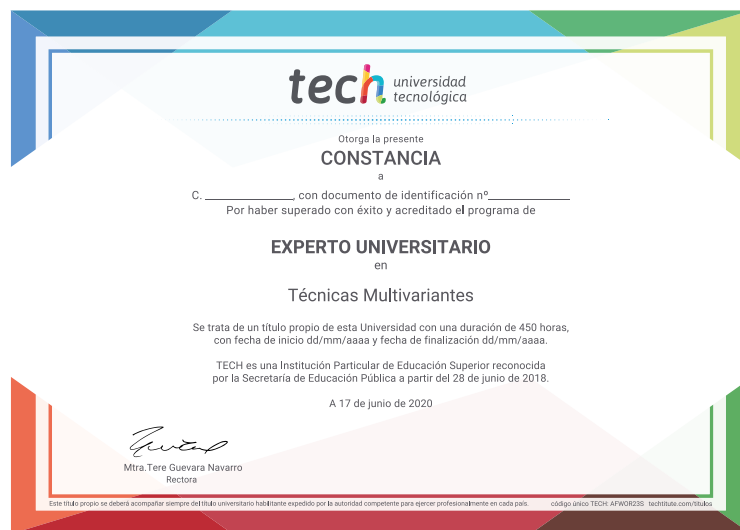 tech universidad
tecnológica
Otorga la presente
CONSTANCIA
a
C. ______________, con documento de identificación nº______________
Por haber superado con éxito y acreditado el programa de
EXPERTO UNIVERSITARIO
en
Técnicas Multivariantes
Se trata de un título propio de esta Universidad con una duración de 450 horas,
con fecha de inicio dd/mm/aaaa y fecha de finalización dd/mm/aaaa.
TECH es una Institución Particular de Educación Superior reconocida
por la Secretaría de Educación Pública a partir del 28 de junio de 2018.
A 17 de junio de 2020
Mtra.Tere Guevara Navarro
Rectora
Este título propio se deberá acompañar siempre del título universitario habilitante expedido por la autoridad competente para ejercer profesionalmente en cada país. código único TECH: AFWOR23S techtitute.com/titulos